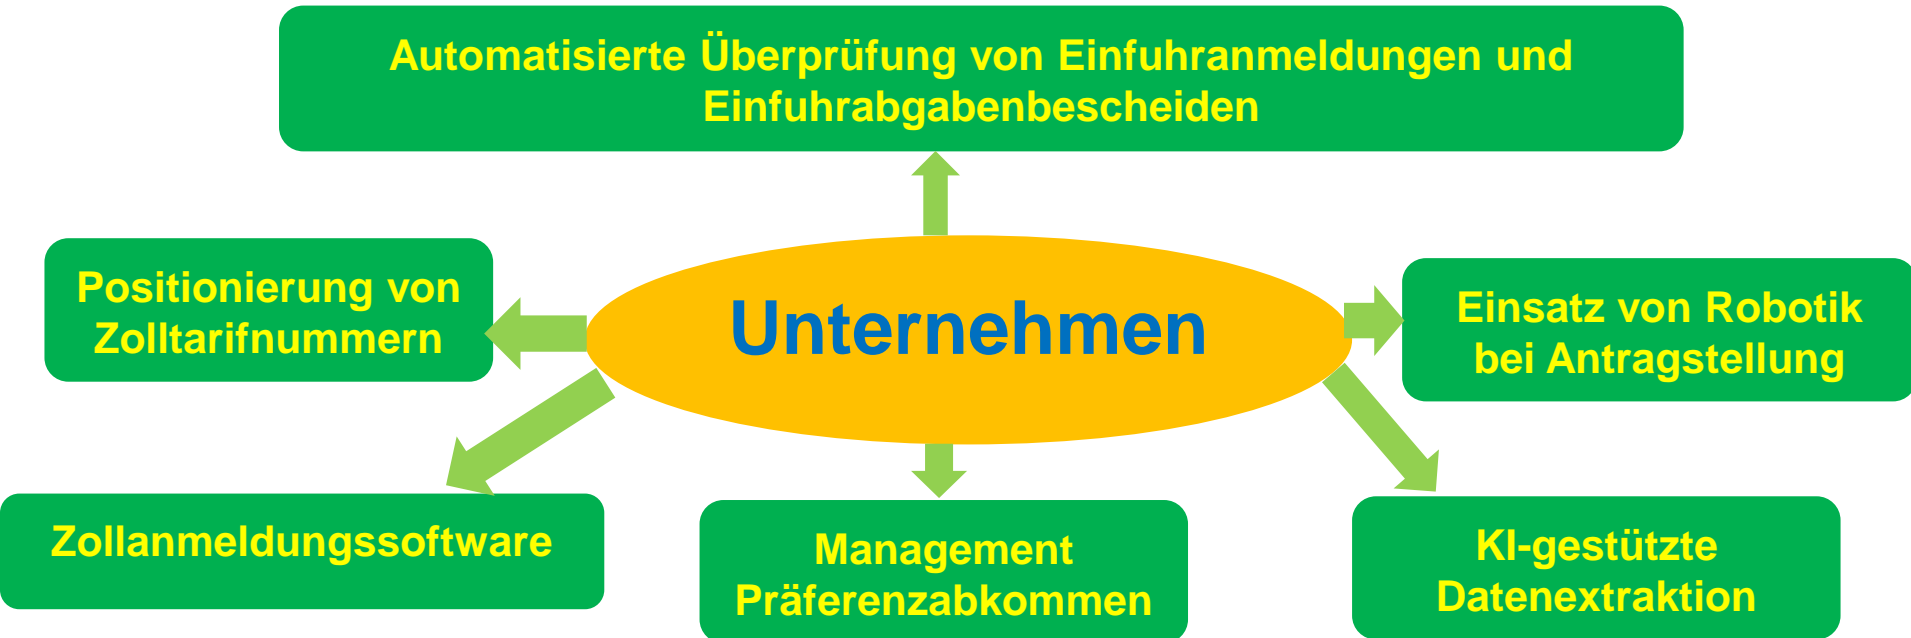 Automatisierte Überprüfung von Einfuhranmeldungen und
Einfuhrabgabenbescheiden
Positionierung von
Zolltarifnummern
Unternehmen
Einsatz von Robotik
bei Antragstellung
Zollanmeldungssoftware
Management
Präferenzabkommen
KI-gestützte
Datenextraktion